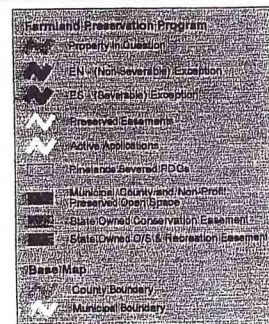 Farmland Preservation Program
Property In Question
EN - (Non-Severable) Exception
ES - (Severable) Exception
Preserved Easements
Active Applications
Pinelands Severed PDCs
Municipal, County and Non-Profit
Preserved Open Space
State Owned Conservation Easement
State Owned O/S & Recreation Easement
Base Map
County Boundary
Municipal Boundary